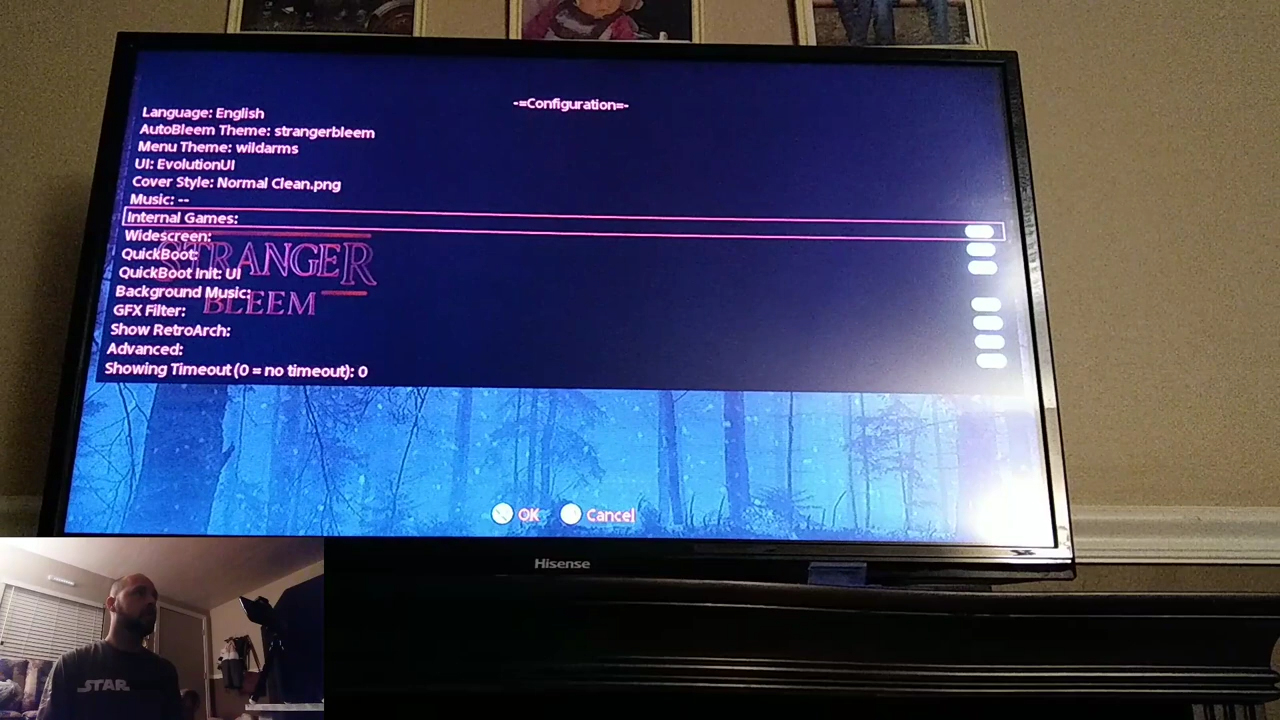 -=Configuration=-
Language: English
AutoBleem Theme: strangerbleem
Menu Theme: wildarms
UI: EvolutionUI
Cover Style: Normal Clean.png
Music: --
Internal Games:
Widescreen:
QuickBoot:
QuickBoot Init: UI
Background Music:
GFX Filter:
Show RetroArch:
Advanced:
Showing Timeout (0 = no timeout): 0
STRANGER
BLEEM
OK Cancel
Hisense
STAR